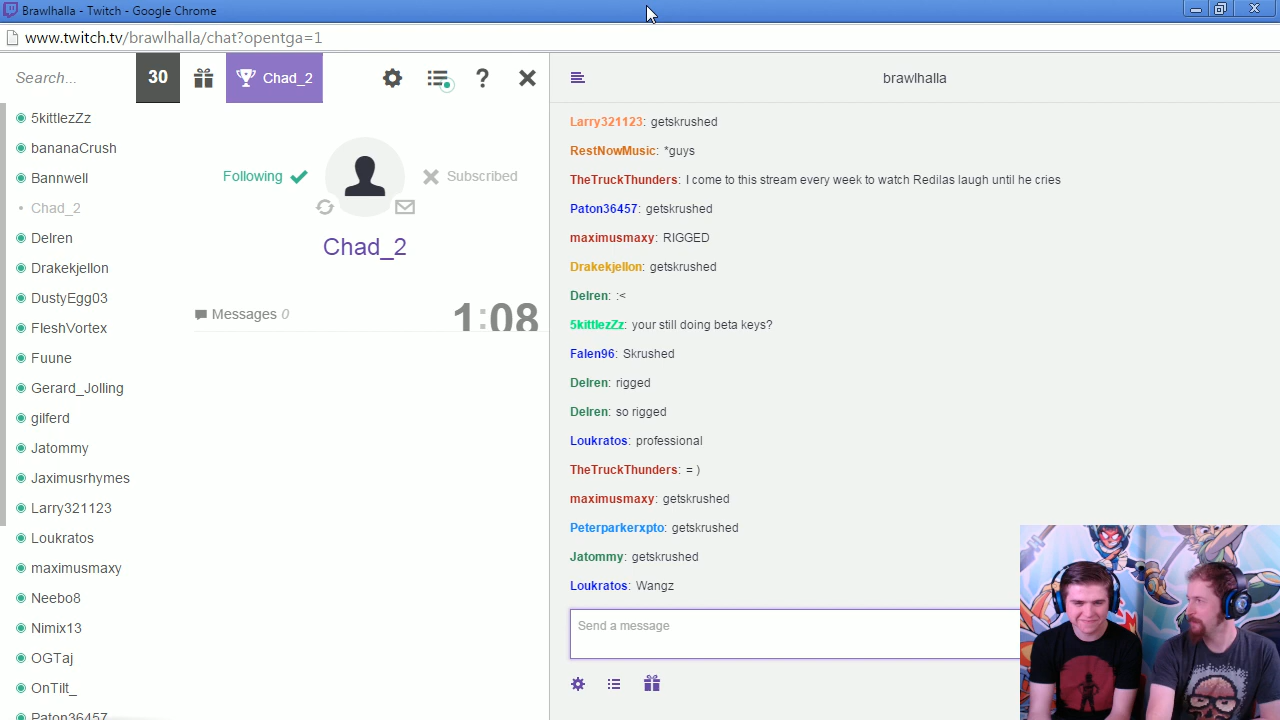 Brawlhalla - Twitch - Google Chrome
www.twitch.tv/brawlhalla/chat?opentga=1
Search...
30
Chad_2
?
brawlhalla
5kittlezZz
bananaCrush
Bannwell
Chad_2
Delren
Drakekjellon
DustyEgg03
FleshVortex
Fuune
Gerard_Jolling
gilferd
Jatommy
Jaximusrhymes
Larry321123
Loukratos
maximusmaxy
Neebo8
Nimix13
OGTaj
OnTilt_
Paton36457
Following
Subscribed
Chad_2
Messages 0
1:08
Larry321123: getskrushed
RestNowMusic: *guys
TheTruckThunders: I come to this stream every week to watch Redilas laugh until he cries
Paton36457: getskrushed
maximusmaxy: RIGGED
Drakekjellon: getskrushed
Delren: :<
5kittlezZz: your still doing beta keys?
Falen96: Skrushed
Delren: rigged
Delren: so rigged
Loukratos: professional
TheTruckThunders: = )
maximusmaxy: getskrushed
Peterparkerxpto: getskrushed
Jatommy: getskrushed
Loukratos: Wangz
Send a message